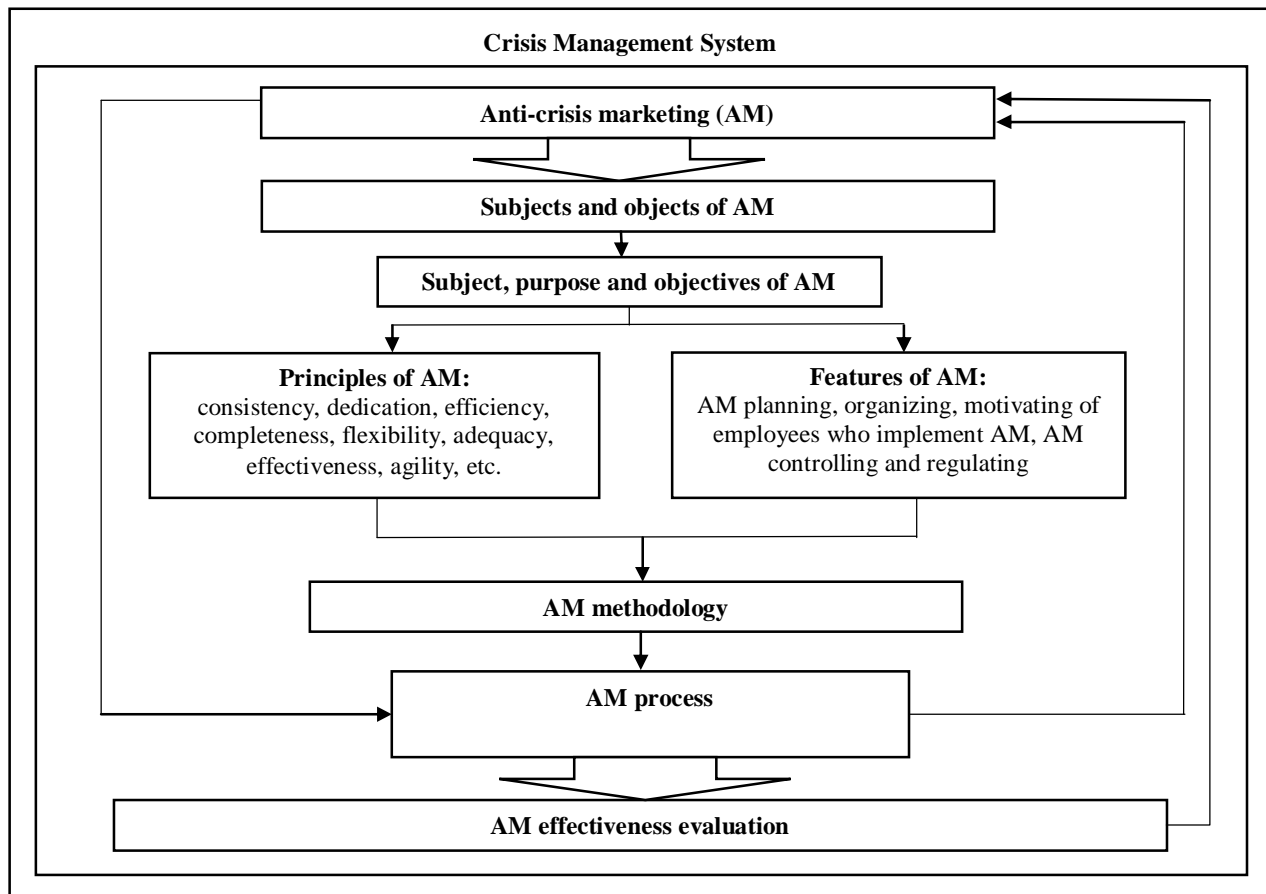 Crisis Management System
Anti-crisis marketing (AM)
Subjects and objects of AM
Subject, purpose and objectives of AM
Principles of AM:
consistency, dedication, efficiency,
completeness, flexibility, adequacy,
effectiveness, agility, etc.
Features of AM:
AM planning, organizing, motivating of
employees who implement AM, AM
controlling and regulating
AM methodology
AM process
AM effectiveness evaluation